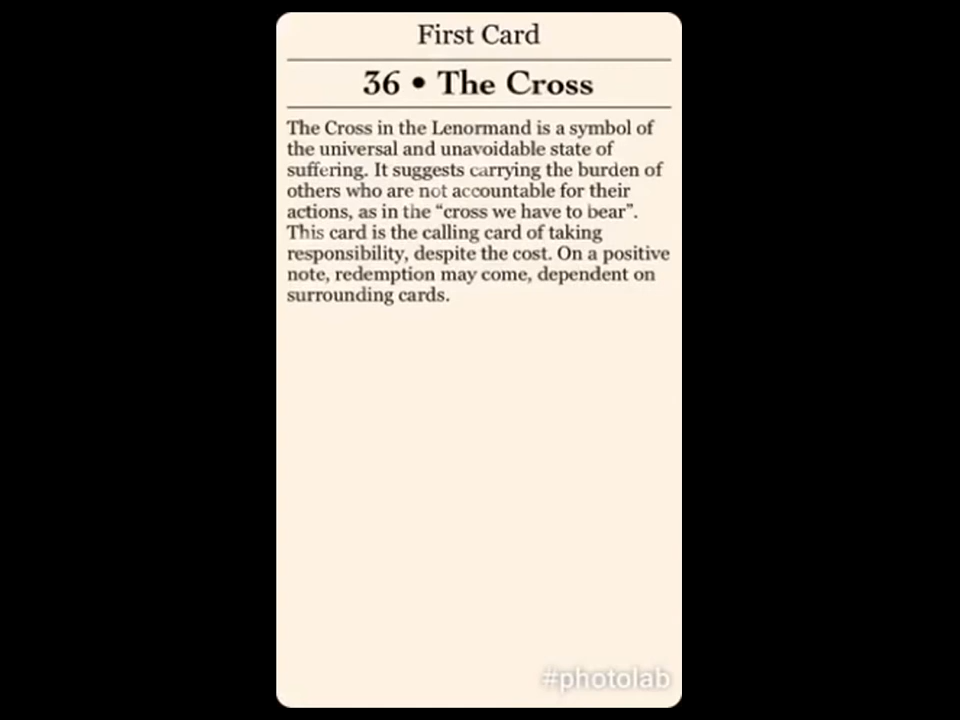 First Card
36 • The Cross
The Cross in the Lenormand is a symbol of
the universal and unavoidable state of
suffering. It suggests carrying the burden of
others who are not accountable for their
actions, as in the “cross we have to bear”.
This card is the calling card of taking
responsibility, despite the cost. On a positive
note, redemption may come, dependent on
surrounding cards.
#photolab